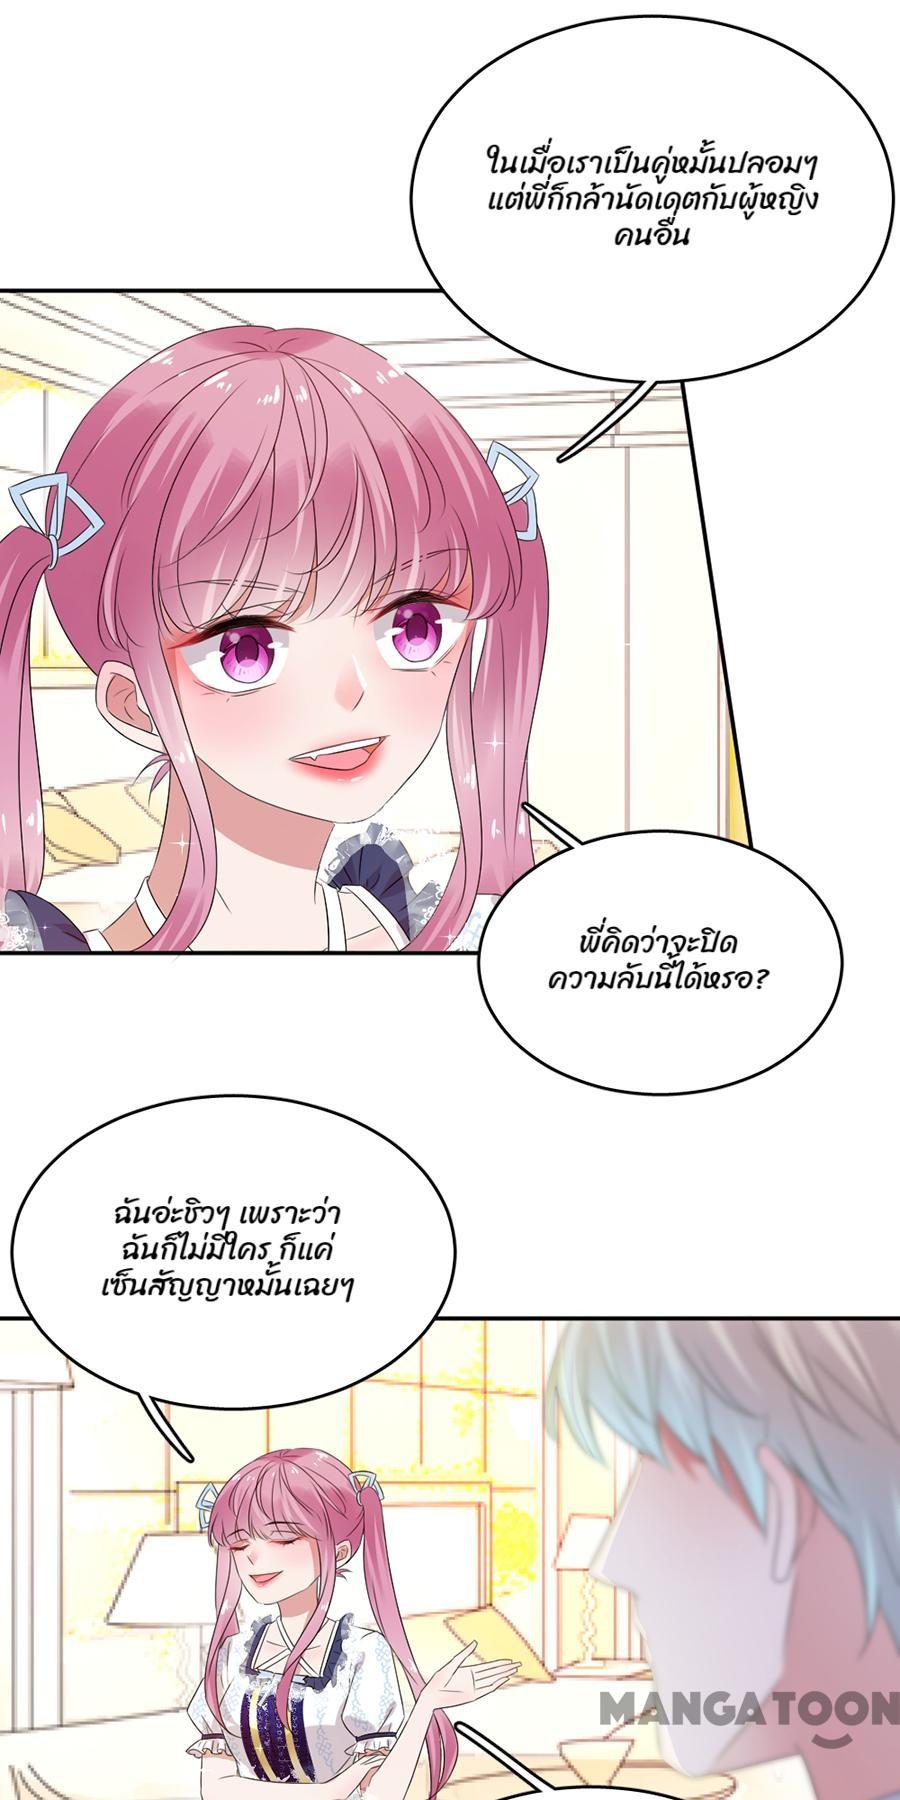 ในเมื่อเราเป็นคู่หมั้นปลอมๆ
แต่พี่ก็กล้านัดเดตกับผู้หญิง
คนอื่น
พี่คิดว่าจะปิด
ความลับนี้ได้หรอ?
ฉันอ่ะชิวๆ เพราะว่า
ฉันก็ไม่มีใคร ก็แค่
เซ็นสัญญาหมั้นเฉยๆ
MANGATOON